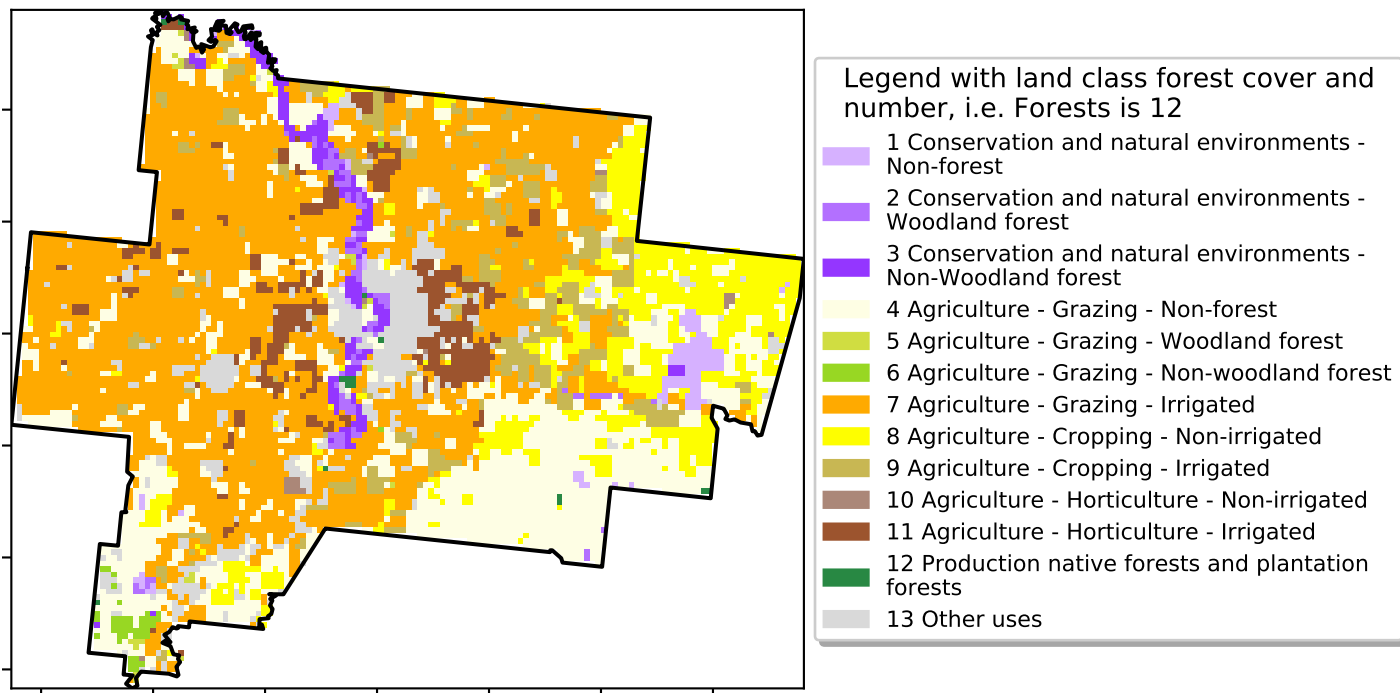 Legend with land class forest cover and
number, i.e. Forests is 12
1 Conservation and natural environments -
Non-forest
2 Conservation and natural environments -
Woodland forest
3 Conservation and natural environments -
Non-Woodland forest
4 Agriculture - Grazing - Non-forest
5 Agriculture - Grazing - Woodland forest
6 Agriculture - Grazing - Non-woodland forest
7 Agriculture - Grazing - Irrigated
8 Agriculture - Cropping - Non-irrigated
9 Agriculture - Cropping - Irrigated
10 Agriculture - Horticulture - Non-irrigated
11 Agriculture - Horticulture - Irrigated
12 Production native forests and plantation
forests
13 Other uses